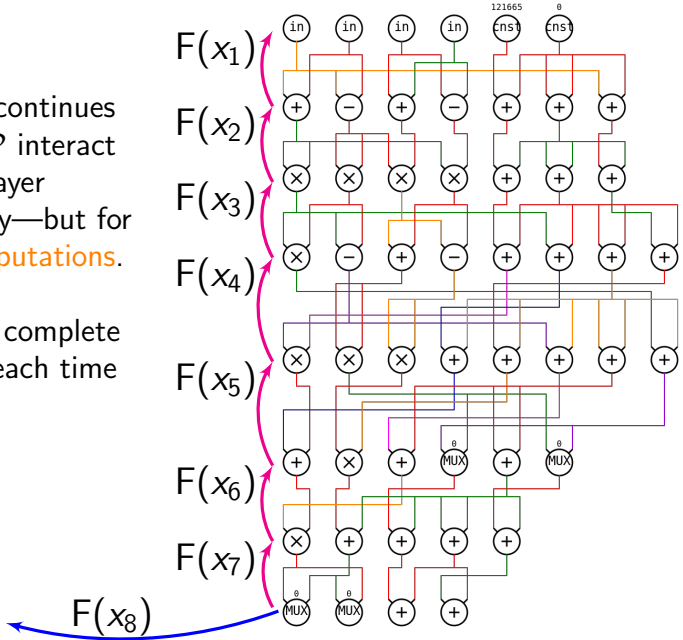 121665 0
in in in in cnst cnst
F(x₁)
continues
+ − + − + + +
F(x₂)
interact
ayer
× × × × + + +
F(x₃)
y—but for
putations.
× − + − + + + +
F(x₄)
complete
each time
× × × + + + + +
F(x₅)
0 0
+ × + MUX + MUX
F(x₆)
× + + + +
F(x₇)
0 0
MUX MUX + +
F(x₈)